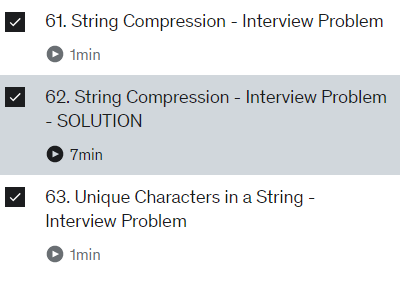 61. String Compression - Interview Problem
1min
62. String Compression - Interview Problem
- SOLUTION
7min
63. Unique Characters in a String -
Interview Problem
1min